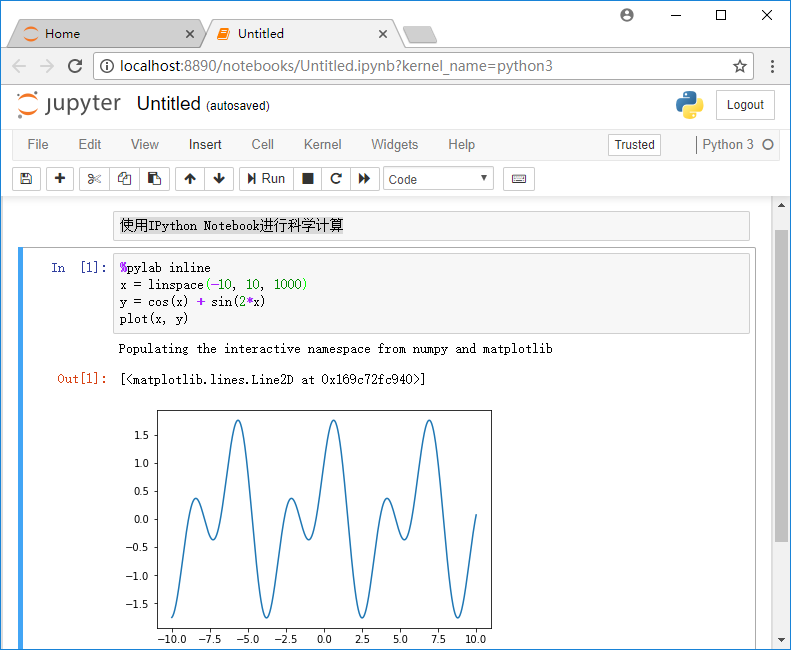 Home
Untitled
localhost:8890/notebooks/Untitled.ipynb?kernel_name=python3
jupyter Untitled (autosaved) Logout
File Edit View Insert Cell Kernel Widgets Help Trusted Python 3
Run Code
使用IPython Notebook进行科学计算
In [1]: %pylab inline
x = linspace(-10, 10, 1000)
y = cos(x) + sin(2*x)
plot(x, y)
Populating the interactive namespace from numpy and matplotlib
Out[1]: [<matplotlib.lines.Line2D at 0x169c72fc940>]
1.5
1.0
0.5
0.0
−0.5
−1.0
−1.5
−10.0 −7.5 −5.0 −2.5 0.0 2.5 5.0 7.5 10.0